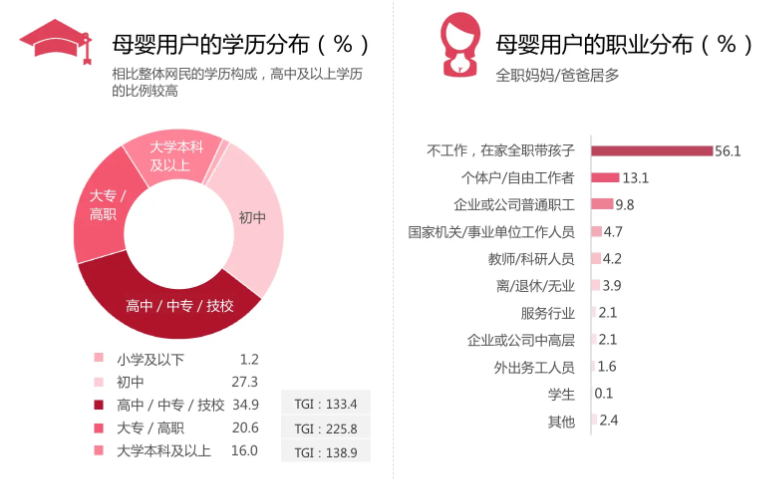 母婴用户的学历分布（%）
相比整体网民的学历构成，高中及以上学历
的比例较高
大学本科
及以上
大专 /
高职
初中
高中 / 中专 / 技校
小学及以下 1.2
初中 27.3
高中 / 中专 / 技校 34.9 TGI：133.4
大专 / 高职 20.6 TGI：225.8
大学本科及以上 16.0 TGI：138.9
母婴用户的职业分布（%）
全职妈妈/爸爸居多
不工作，在家全职带孩子 56.1
个体户/自由工作者 13.1
企业或公司普通职工 9.8
国家机关/事业单位工作人员 4.7
教师/科研人员 4.2
离/退休/无业 3.9
服务行业 2.1
企业或公司中高层 2.1
外出务工人员 1.6
学生 0.1
其他 2.4